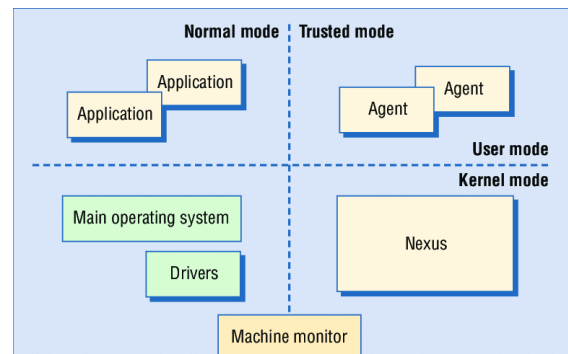 Normal mode
Trusted mode
Application
Application
Agent
Agent
User mode
Kernel mode
Main operating system
Drivers
Nexus
Machine monitor